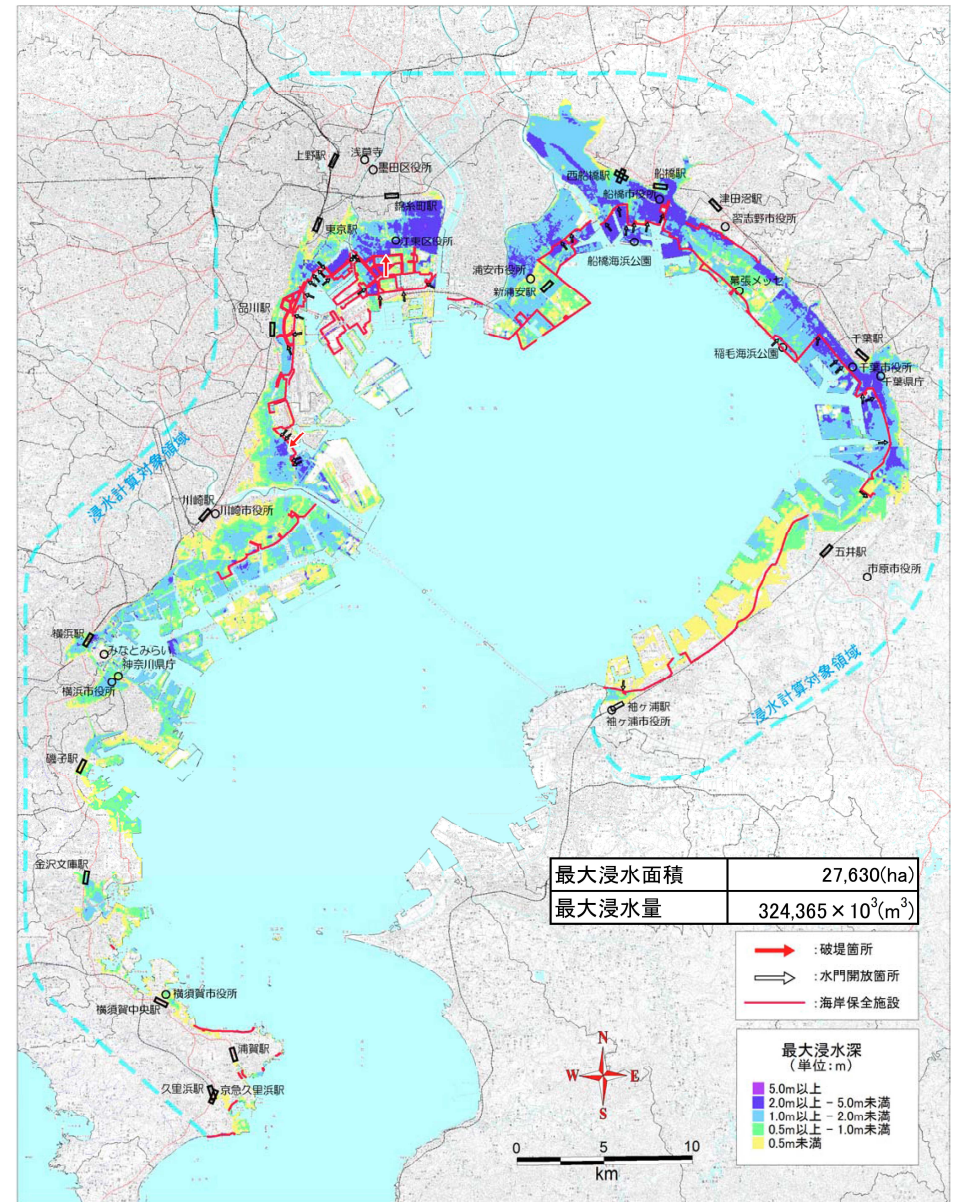 上野駅
浅草寺
墨田区役所
錦糸町駅
東京駅
江東区役所
品川駅
西船橋駅
船橋駅
船橋市役所
津田沼駅
習志野市役所
船橋海浜公園
浦安市役所
新浦安駅
幕張メッセ
稲毛海浜公園
千葉駅
千葉市役所
千葉県庁
浸水計算対象領域
川崎駅
川崎市役所
五井駅
市原市役所
横浜駅
みなとみらい
神奈川県庁
横浜市役所
浸水計算対象領域
袖ヶ浦駅
袖ヶ浦市役所
磯子駅
金沢文庫駅
最大浸水面積 27,630(ha)
最大浸水量 324,365×10³(m³)
:破堤箇所
:水門開放箇所
:海岸保全施設
横須賀市役所
横須賀中央駅
浦賀駅
久里浜駅
京急久里浜駅
N
W E
S
0 5 10
km
最大浸水深
(単位:m)
5.0m以上
2.0m以上 - 5.0m未満
1.0m以上 - 2.0m未満
0.5m以上 - 1.0m未満
0.5m未満